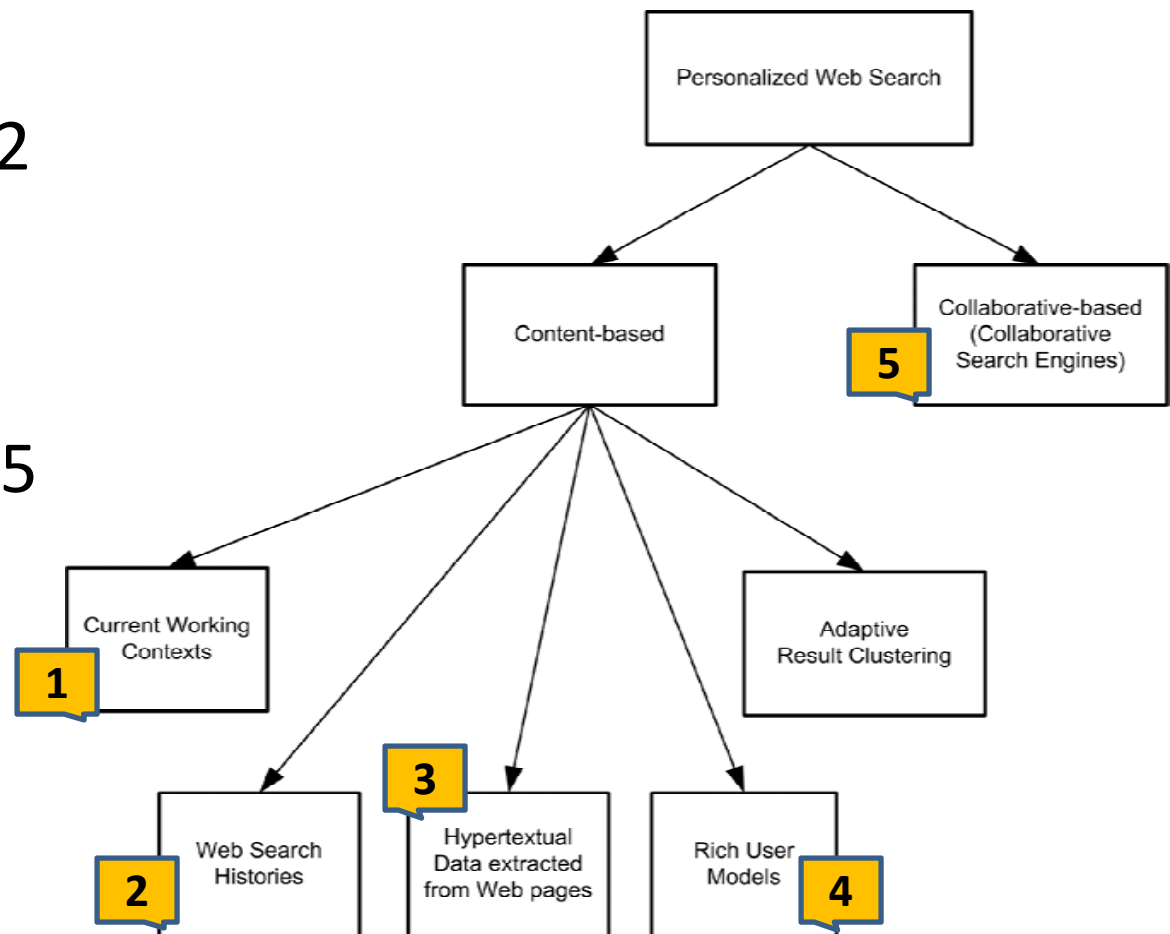 Personalized Web Search
2
Content-based
Collaborative-based
(Collaborative
Search Engines)
5
5
Current Working
Contexts
1
Adaptive
Result Clustering
3
Web Search
Histories
2
Hypertextual
Data extracted
from Web pages
Rich User
Models
4